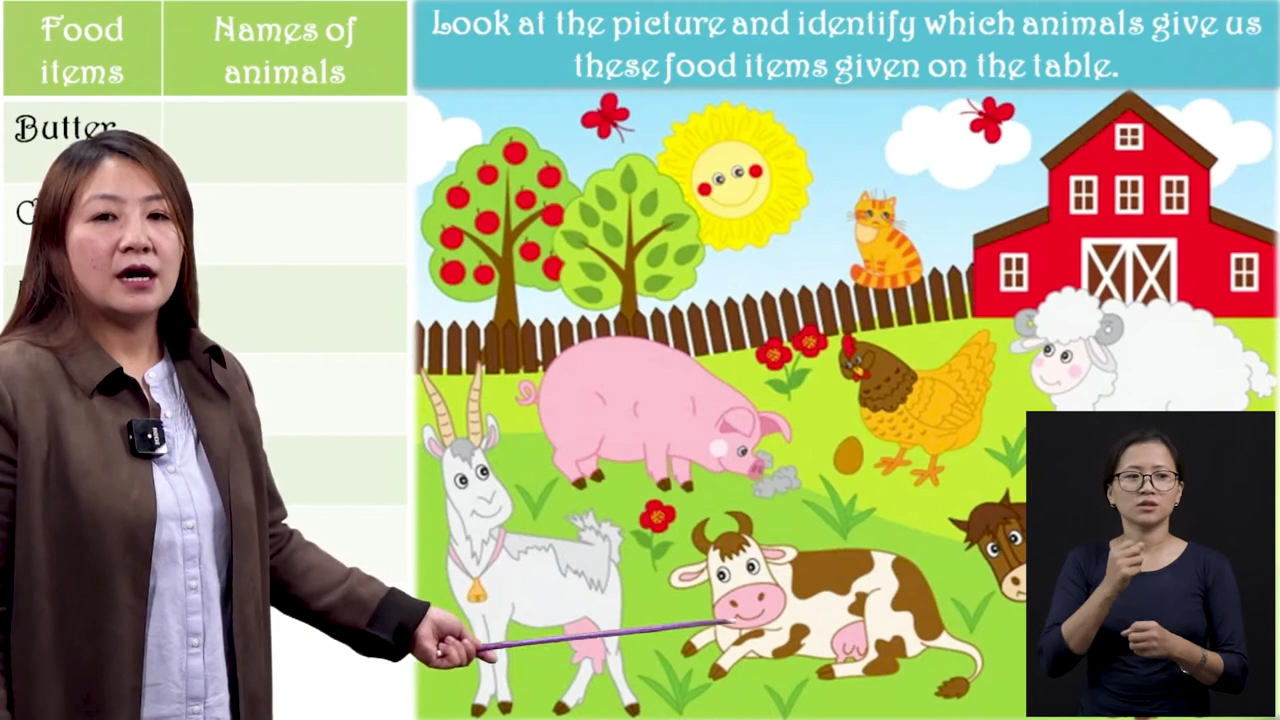 Food
items
Names of
animals
Look at the picture and identify which animals give us
these food items given on the table.
Butter